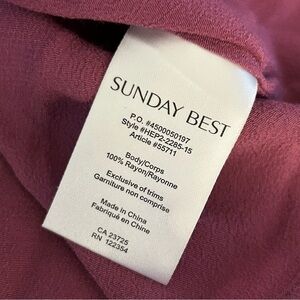 SUNDAY BEST
P.O. #4500050197
Style #HEP2-2285-15
Article #55711
Body/Corps
100% Rayon/Rayonne
Exclusive of trims
Garniture non comprise
Made in China
Fabriqué en Chine
CA 23725
RN 122354